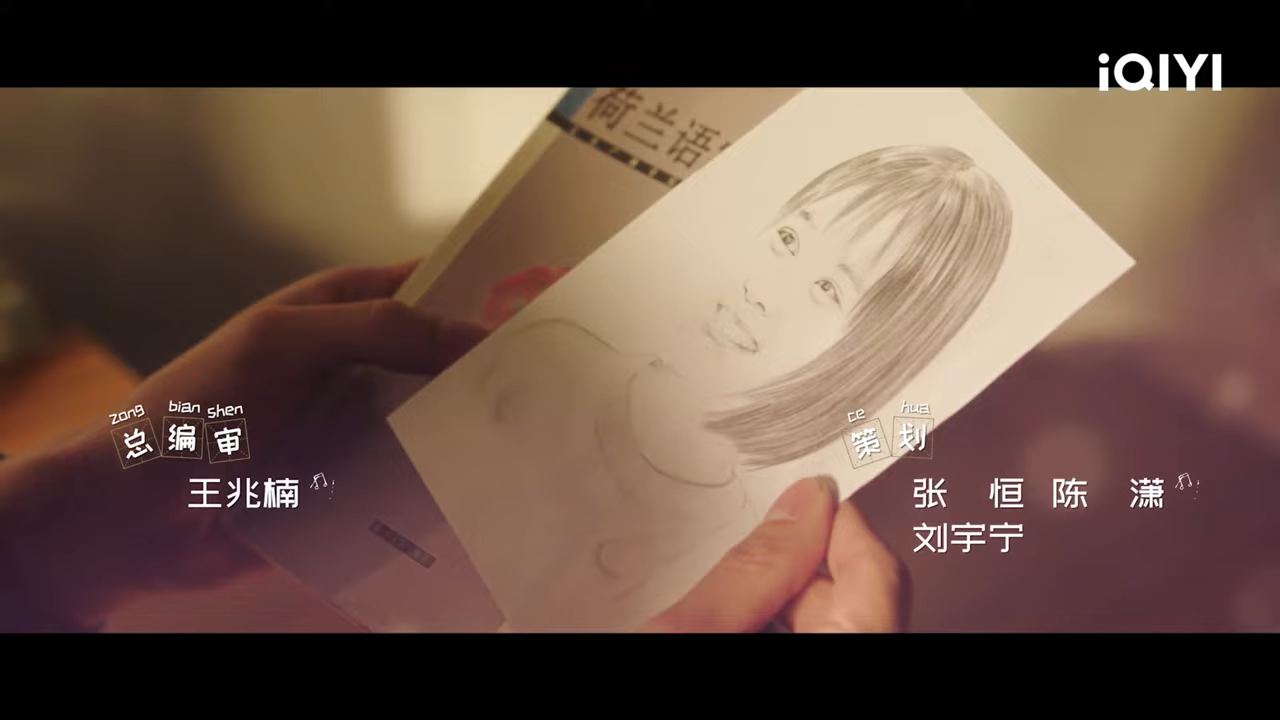 iQIYI
荷兰语
zong bian shen
总编审
王兆楠
ce hua
策划
张 恒 陈 潇
刘宇宁